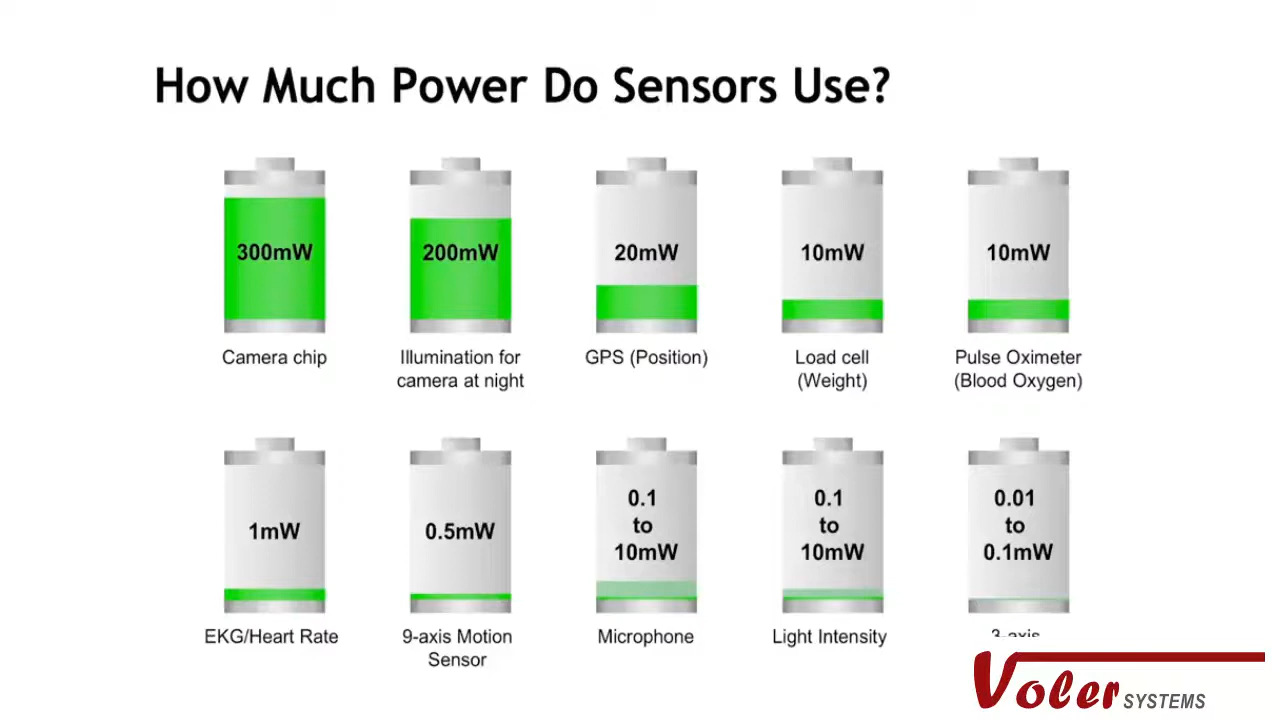 How Much Power Do Sensors Use?
300mW
200mW
20mW
10mW
10mW
Camera chip
Illumination for
camera at night
GPS (Position)
Load cell
(Weight)
Pulse Oximeter
(Blood Oxygen)
1mW
0.5mW
0.1
to
10mW
0.1
to
10mW
0.01
to
0.1mW
EKG/Heart Rate
9-axis Motion
Sensor
Microphone
Light Intensity
3-axis
Voler SYSTEMS